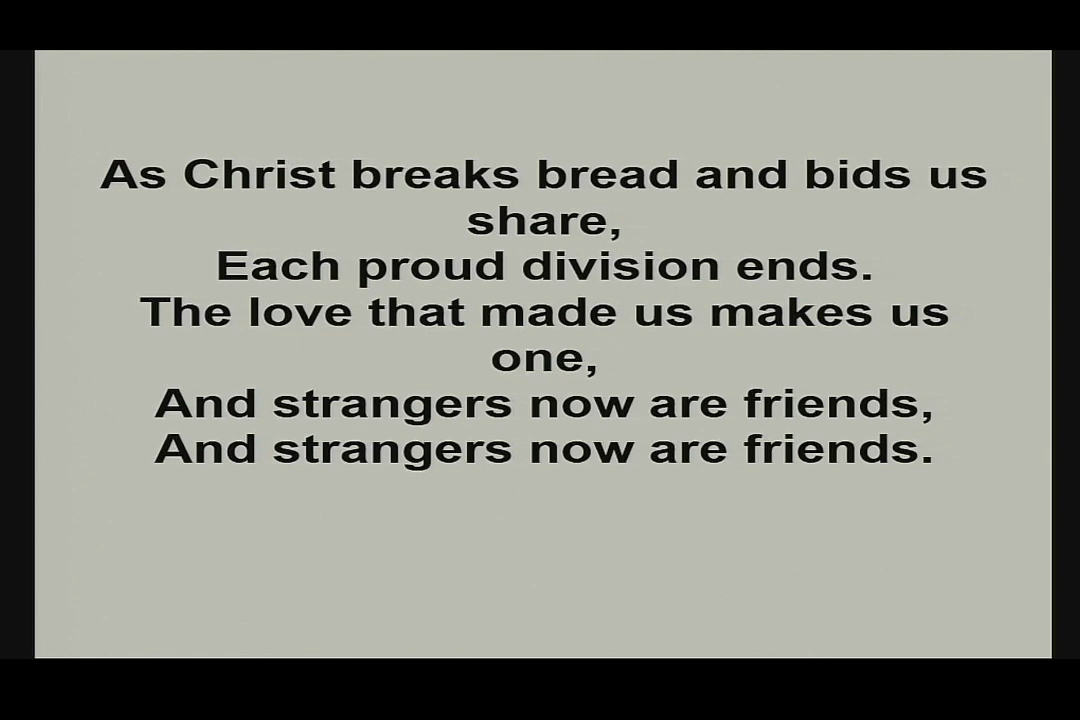 As Christ breaks bread and bids us
share,
Each proud division ends.
The love that made us makes us
one,
And strangers now are friends,
And strangers now are friends.